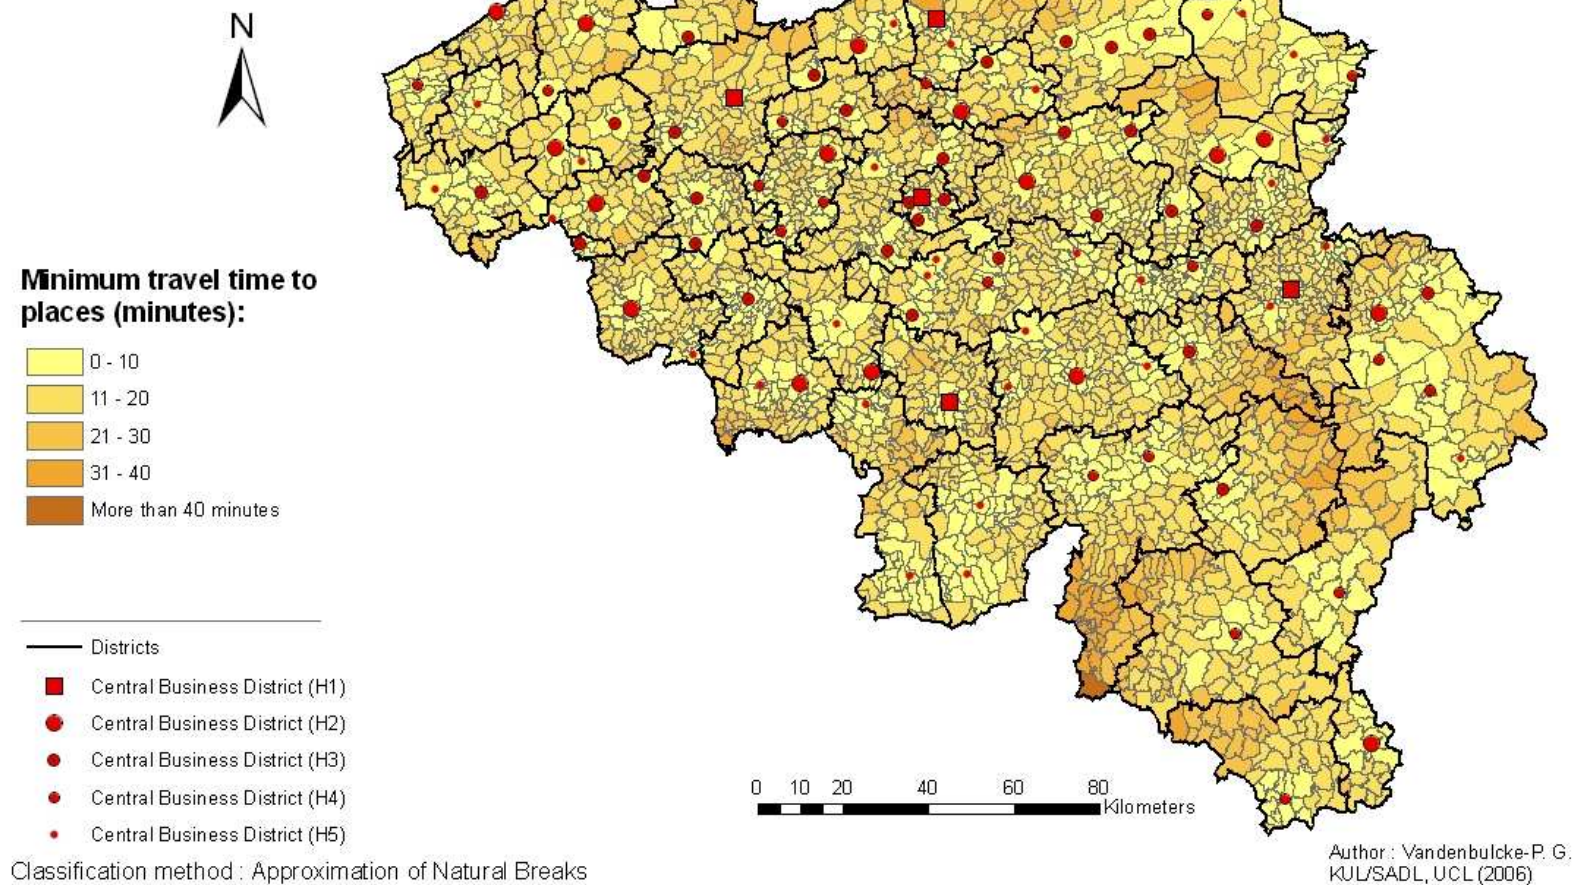 N
Minimum travel time to
places (minutes):
0 - 10
11 - 20
21 - 30
31 - 40
More than 40 minutes
Districts
Central Business District (H1)
Central Business District (H2)
Central Business District (H3)
Central Business District (H4)
Central Business District (H5)
0 10 20 40 60 80
Kilometers
Classification method : Approximation of Natural Breaks
Author : Vandenbulcke-P. G.
KUL/SADL, UCL (2006)